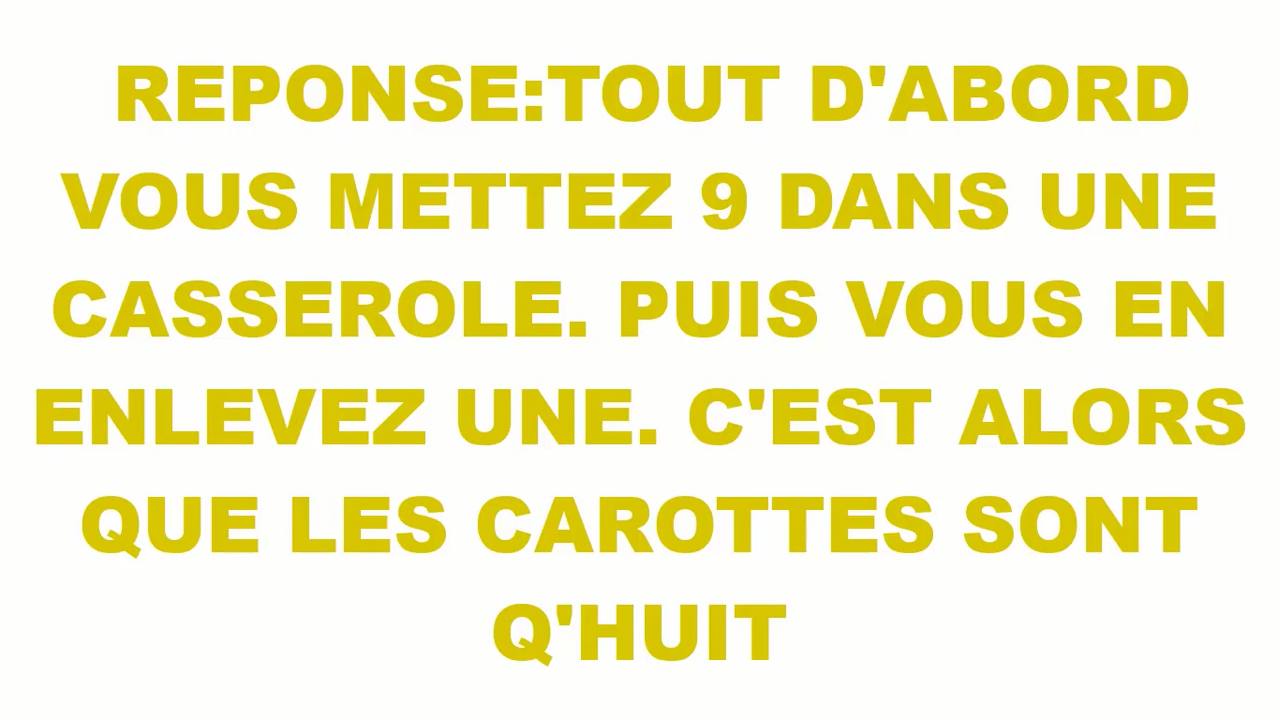 REPONSE:TOUT D'ABORD
VOUS METTEZ 9 DANS UNE
CASSEROLE. PUIS VOUS EN
ENLEVEZ UNE. C'EST ALORS
QUE LES CAROTTES SONT
Q'HUIT